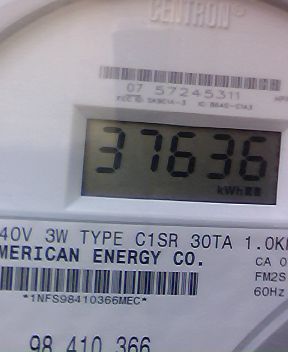 CENTRON®
07 57245311
37636
kWh
40V 3W TYPE C1SR 30TA 1.0K
MERICAN ENERGY CO.
CA 0
FM2S
*1NFS98410366MEC*
60Hz
98 410 366